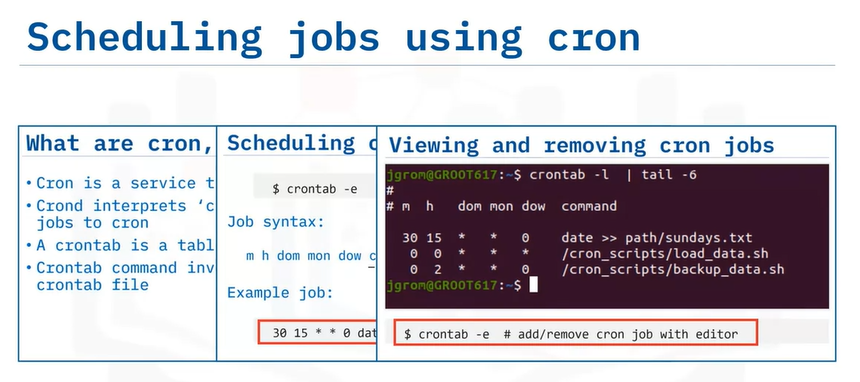 Scheduling jobs using cron
What are cron,
• Cron is a service t
• Crond interprets ‘c
jobs to cron
• A crontab is a tabl
• Crontab command inv
crontab file
Scheduling c
$ crontab -e
Job syntax:
m h dom mon dow c
Example job:
30 15 * * 0 dat
Viewing and removing cron jobs
jgrom@GROOT617:~$ crontab -l | tail -6
#
# m h dom mon dow command
30 15 * * 0 date >> path/sundays.txt
0 0 * * * /cron_scripts/load_data.sh
0 2 * * 0 /cron_scripts/backup_data.sh
jgrom@GROOT617:~$
$ crontab -e # add/remove cron job with editor